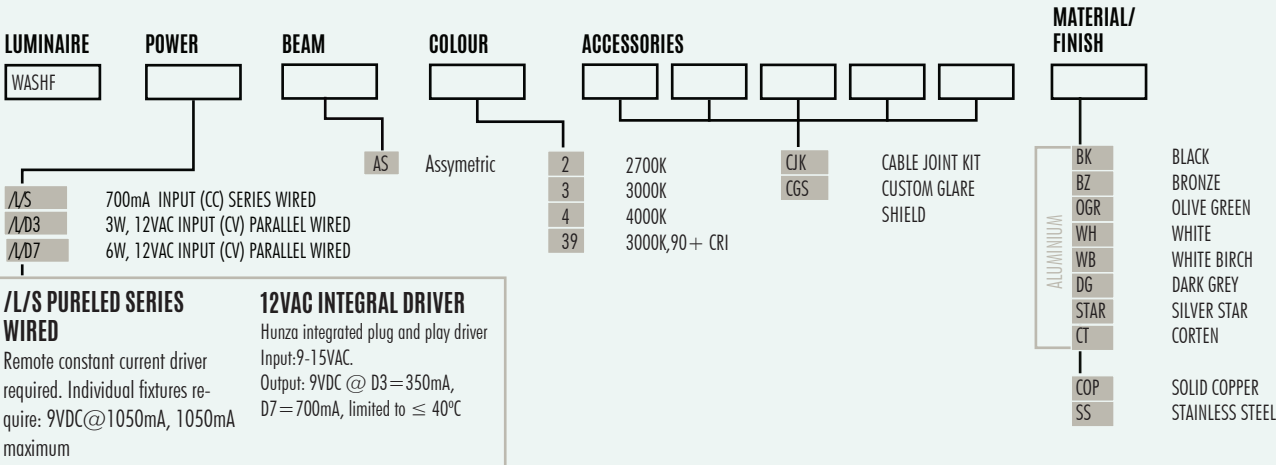 LUMINAIRE
POWER
BEAM
COLOUR
ACCESSORIES
MATERIAL/
FINISH
WASHF
/L/S 700mA INPUT (CC) SERIES WIRED
/L/D3 3W, 12VAC INPUT (CV) PARALLEL WIRED
/L/D7 6W, 12VAC INPUT (CV) PARALLEL WIRED
AS Assymetric
2 2700K
3 3000K
4 4000K
39 3000K,90+ CRI
CJK CABLE JOINT KIT
CGS CUSTOM GLARE
SHIELD
ALUMINIUM
BK BLACK
BZ BRONZE
OGR OLIVE GREEN
WH WHITE
WB WHITE BIRCH
DG DARK GREY
STAR SILVER STAR
CT CORTEN
COP SOLID COPPER
SS STAINLESS STEEL
/L/S PURELED SERIES
WIRED
Remote constant current driver
required. Individual fixtures re-
quire: 9VDC@1050mA, 1050mA
maximum
12VAC INTEGRAL DRIVER
Hunza integrated plug and play driver
Input:9-15VAC.
Output: 9VDC @ D3=350mA,
D7=700mA, limited to ≤ 40ºC